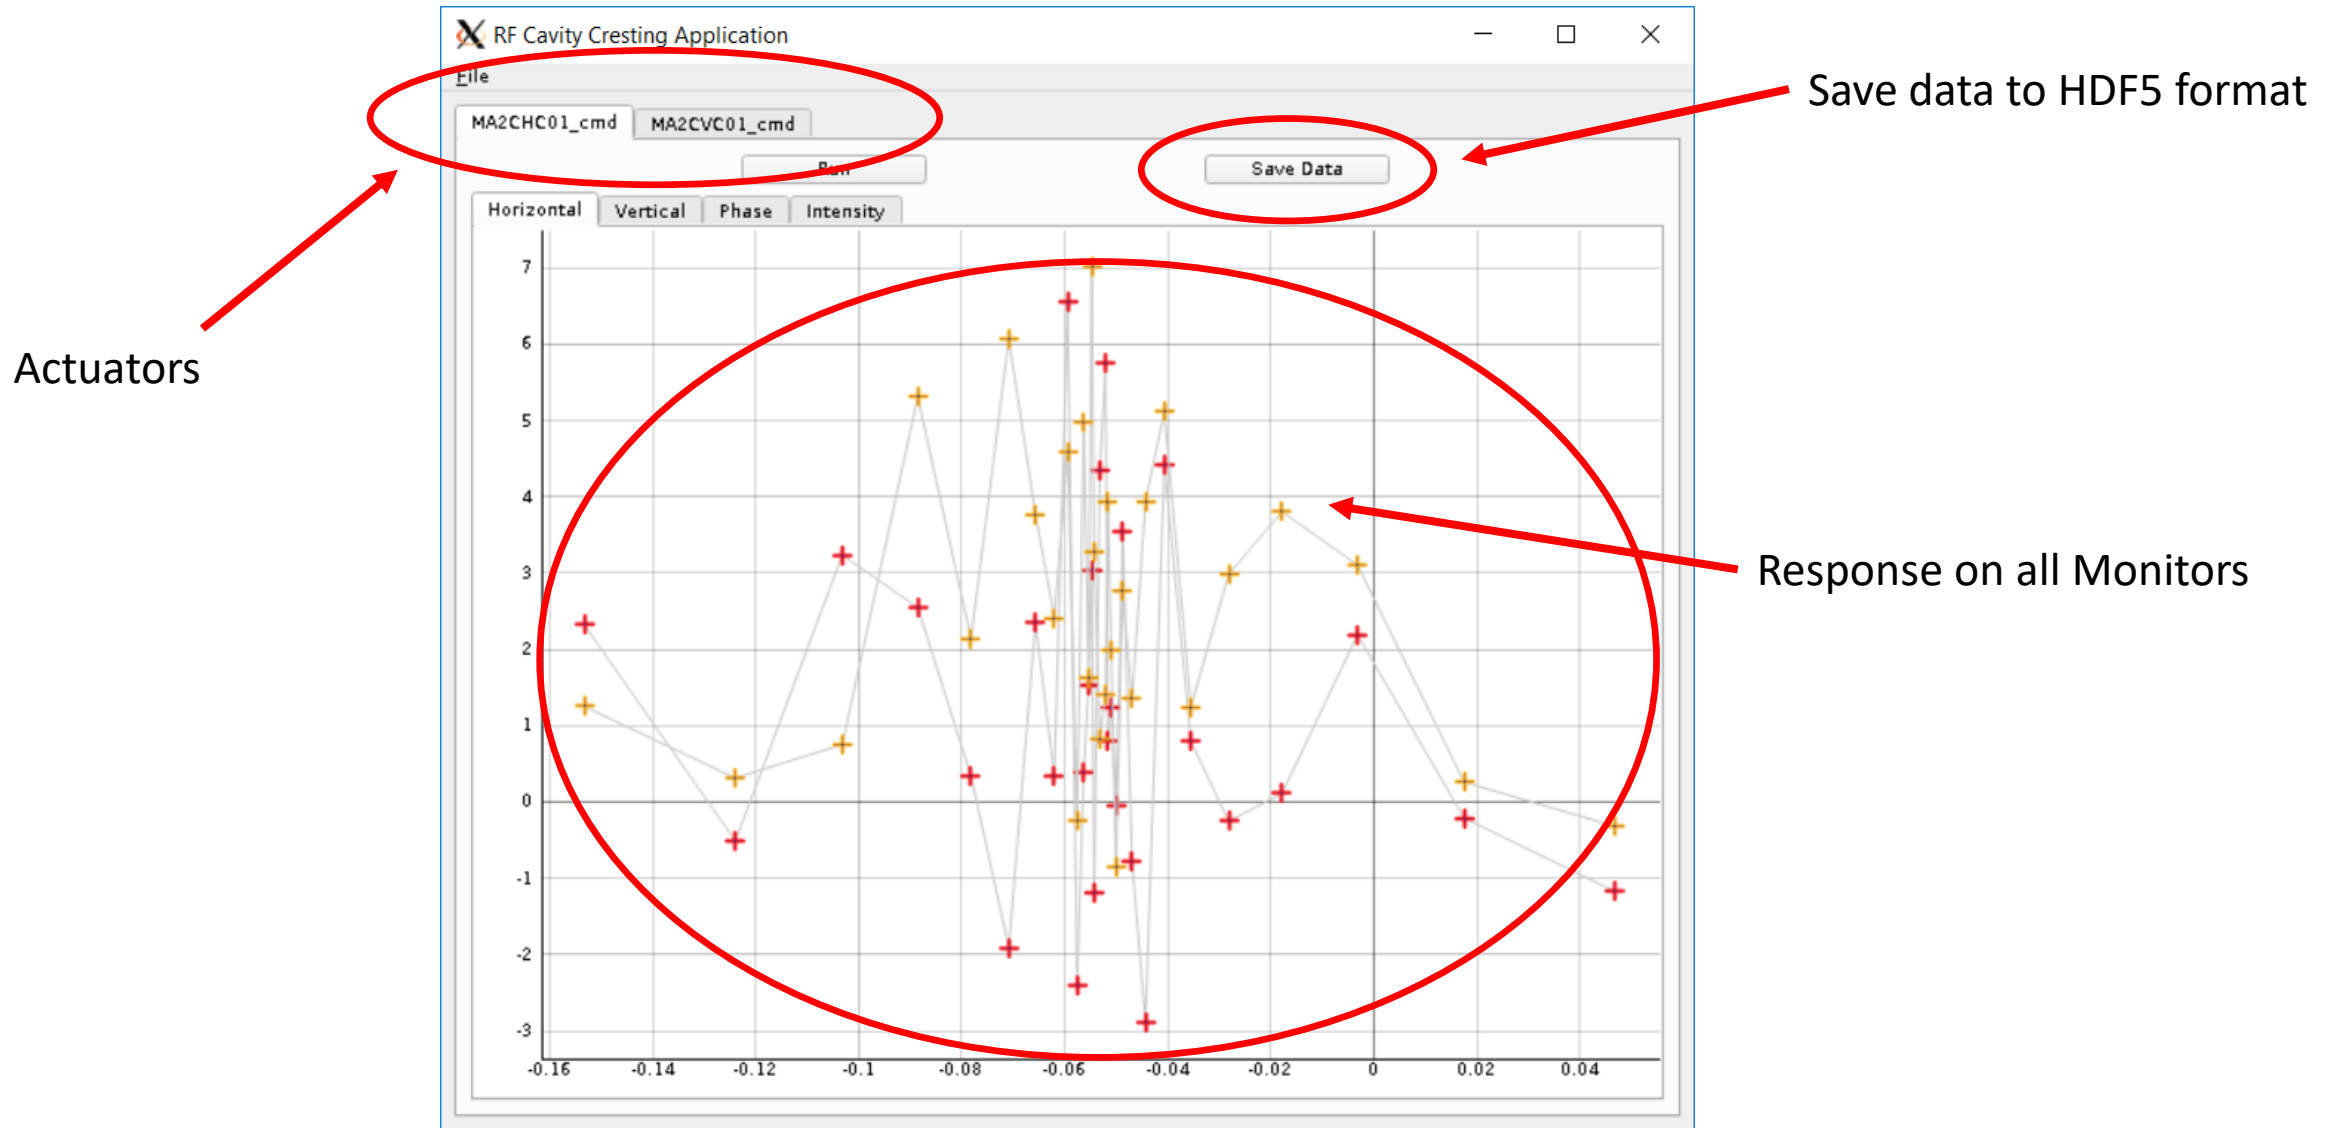 RF Cavity Cresting Application
File
Save data to HDF5 format
MA2CHC01_cmd MA2CVC01_cmd
Run Save Data
Horizontal Vertical Phase Intensity
Actuators
Response on all Monitors
7
6
5
4
3
2
1
0
-1
-2
-3
-0.16 -0.14 -0.12 -0.1 -0.08 -0.06 -0.04 -0.02 0 0.02 0.04